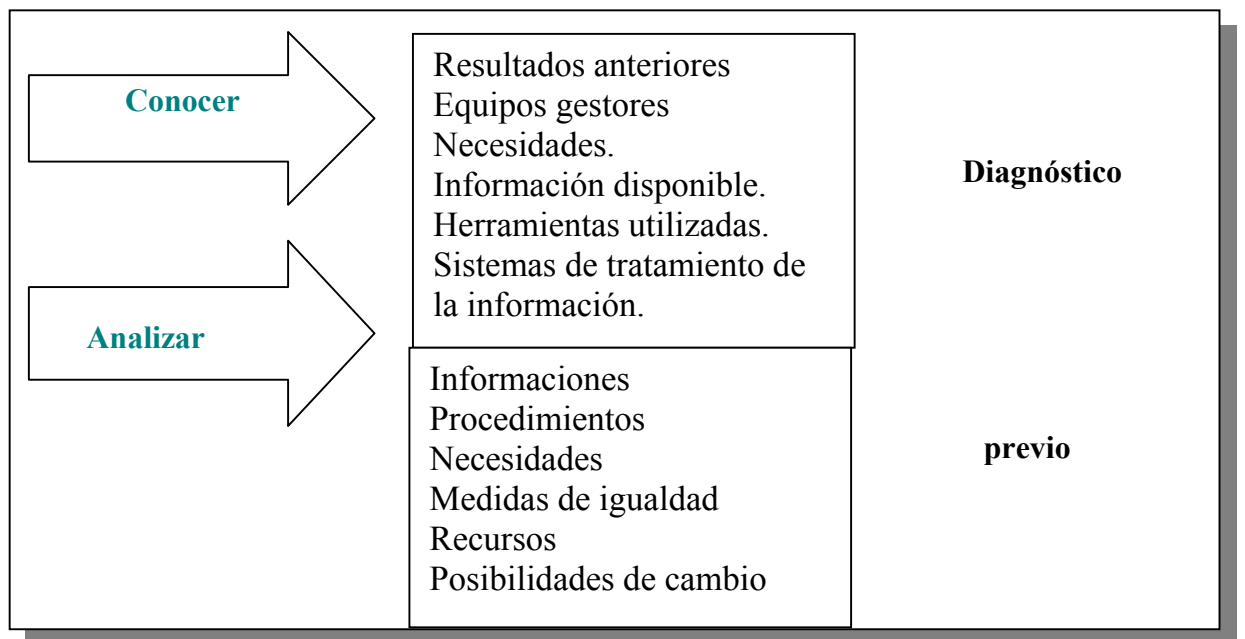 Conocer
Resultados anteriores
Equipos gestores
Necesidades.
Información disponible.
Herramientas utilizadas.
Sistemas de tratamiento de
la información.
Diagnóstico
Analizar
Informaciones
Procedimientos
Necesidades
Medidas de igualdad
Recursos
Posibilidades de cambio
previo